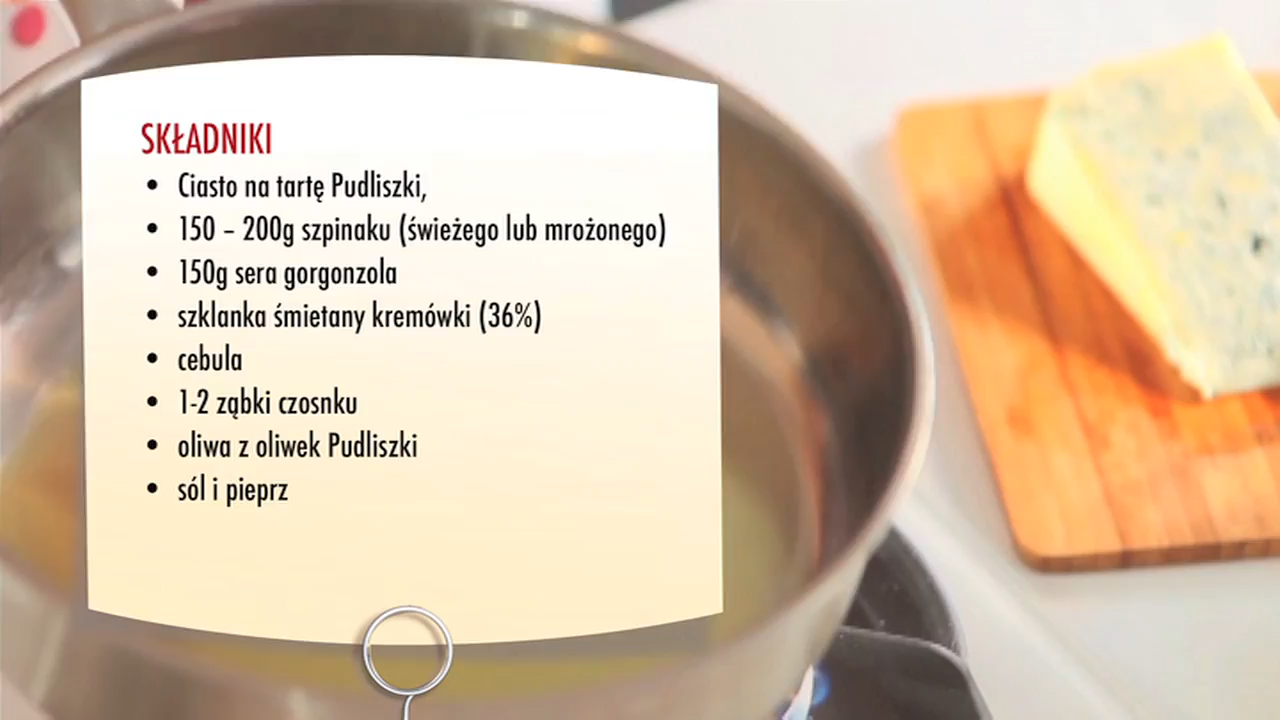 SKŁADNIKI
• Ciasto na tartę Pudliszki,
• 150 – 200g szpinaku (świeżego lub mrożonego)
• 150g sera gorgonzola
• szklanka śmietany kremówki (36%)
• cebula
• 1-2 ząbki czosnku
• oliwa z oliwek Pudliszki
• sól i pieprz